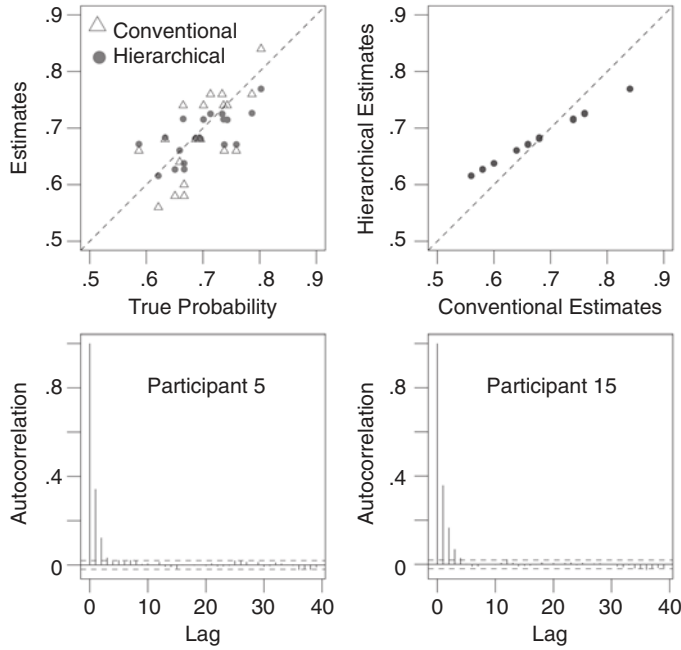 Conventional
Hierarchical
Estimates
.9
.8
.7
.6
.5
.5 .6 .7 .8 .9
True Probability
Hierarchical Estimates
.9
.8
.7
.6
.5
.5 .6 .7 .8 .9
Conventional Estimates
Participant 5
Autocorrelation
.8
.4
0
0 10 20 30 40
Lag
Participant 15
Autocorrelation
.8
.4
0
0 10 20 30 40
Lag